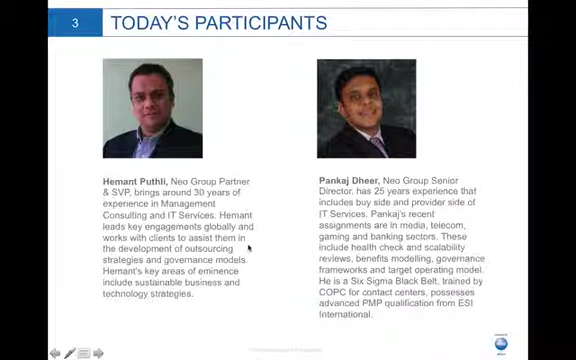 3
TODAY'S PARTICIPANTS
Hemant Puthli, Neo Group Partner
& SVP, brings around 30 years of
experience in Management
Consulting and IT Services. Hemant
leads key engagements globally and
works with clients to assist them in
the development of outsourcing
strategies and governance models.
Hemant's key areas of eminence
include sustainable business and
technology strategies.
Pankaj Dheer, Neo Group Senior
Director, has 25 years experience that
includes buy side and provider side of
IT Services. Pankaj's recent
assignments are in media, telecom,
gaming and banking sectors. These
include health check and scalability
reviews, benefits modelling, governance
frameworks and target operating model.
He is a Six Sigma Black Belt, trained by
COPC for contact centers, possesses
advanced PMP qualification from ESI
International.